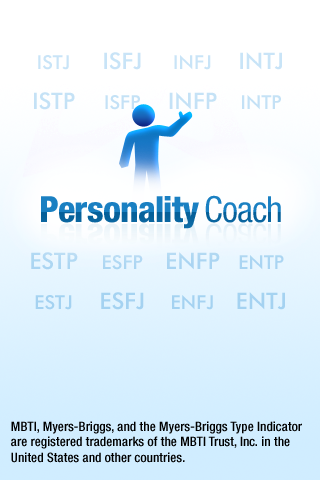 ISTJ ISFJ INFJ INTJ
ISTP ISFP INFP INTP
Personality Coach
ESTP ESFP ENFP ENTP
ESTJ ESFJ ENFJ ENTJ
MBTI, Myers-Briggs, and the Myers-Briggs Type Indicator
are registered trademarks of the MBTI Trust, Inc. in the
United States and other countries.